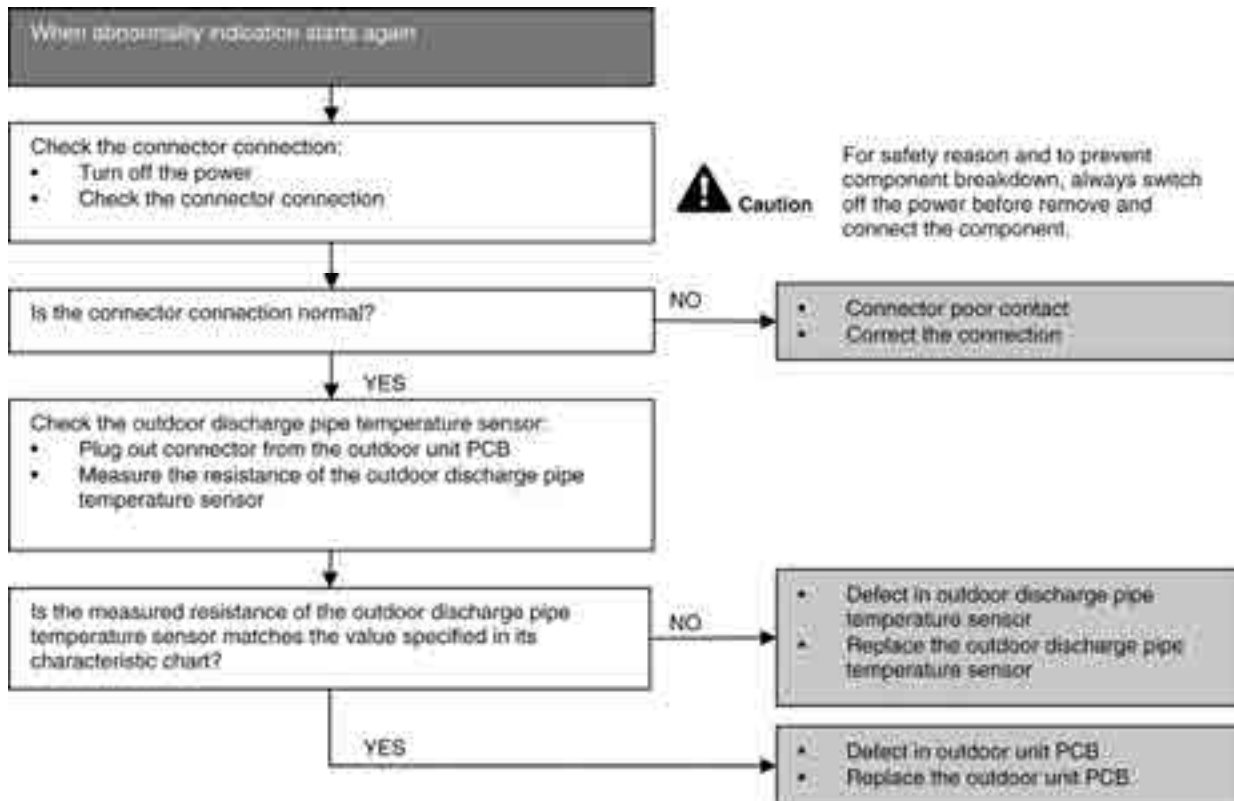 When abnormality indication starts again
Check the connector connection:
• Turn off the power
• Check the connector connection
Caution
For safety reason and to prevent
component breakdown, always switch
off the power before remove and
connect the component.
Is the connector connection normal?
NO
• Connector poor contact
• Correct the connection
YES
Check the outdoor discharge pipe temperature sensor:
• Plug out connector from the outdoor unit PCB
• Measure the resistance of the outdoor discharge pipe
temperature sensor
Is the measured resistance of the outdoor discharge pipe
temperature sensor matches the value specified in its
characteristic chart?
NO
• Defect in outdoor discharge pipe
temperature sensor
• Replace the outdoor discharge pipe
temperature sensor
YES
• Defect in outdoor unit PCB
• Replace the outdoor unit PCB